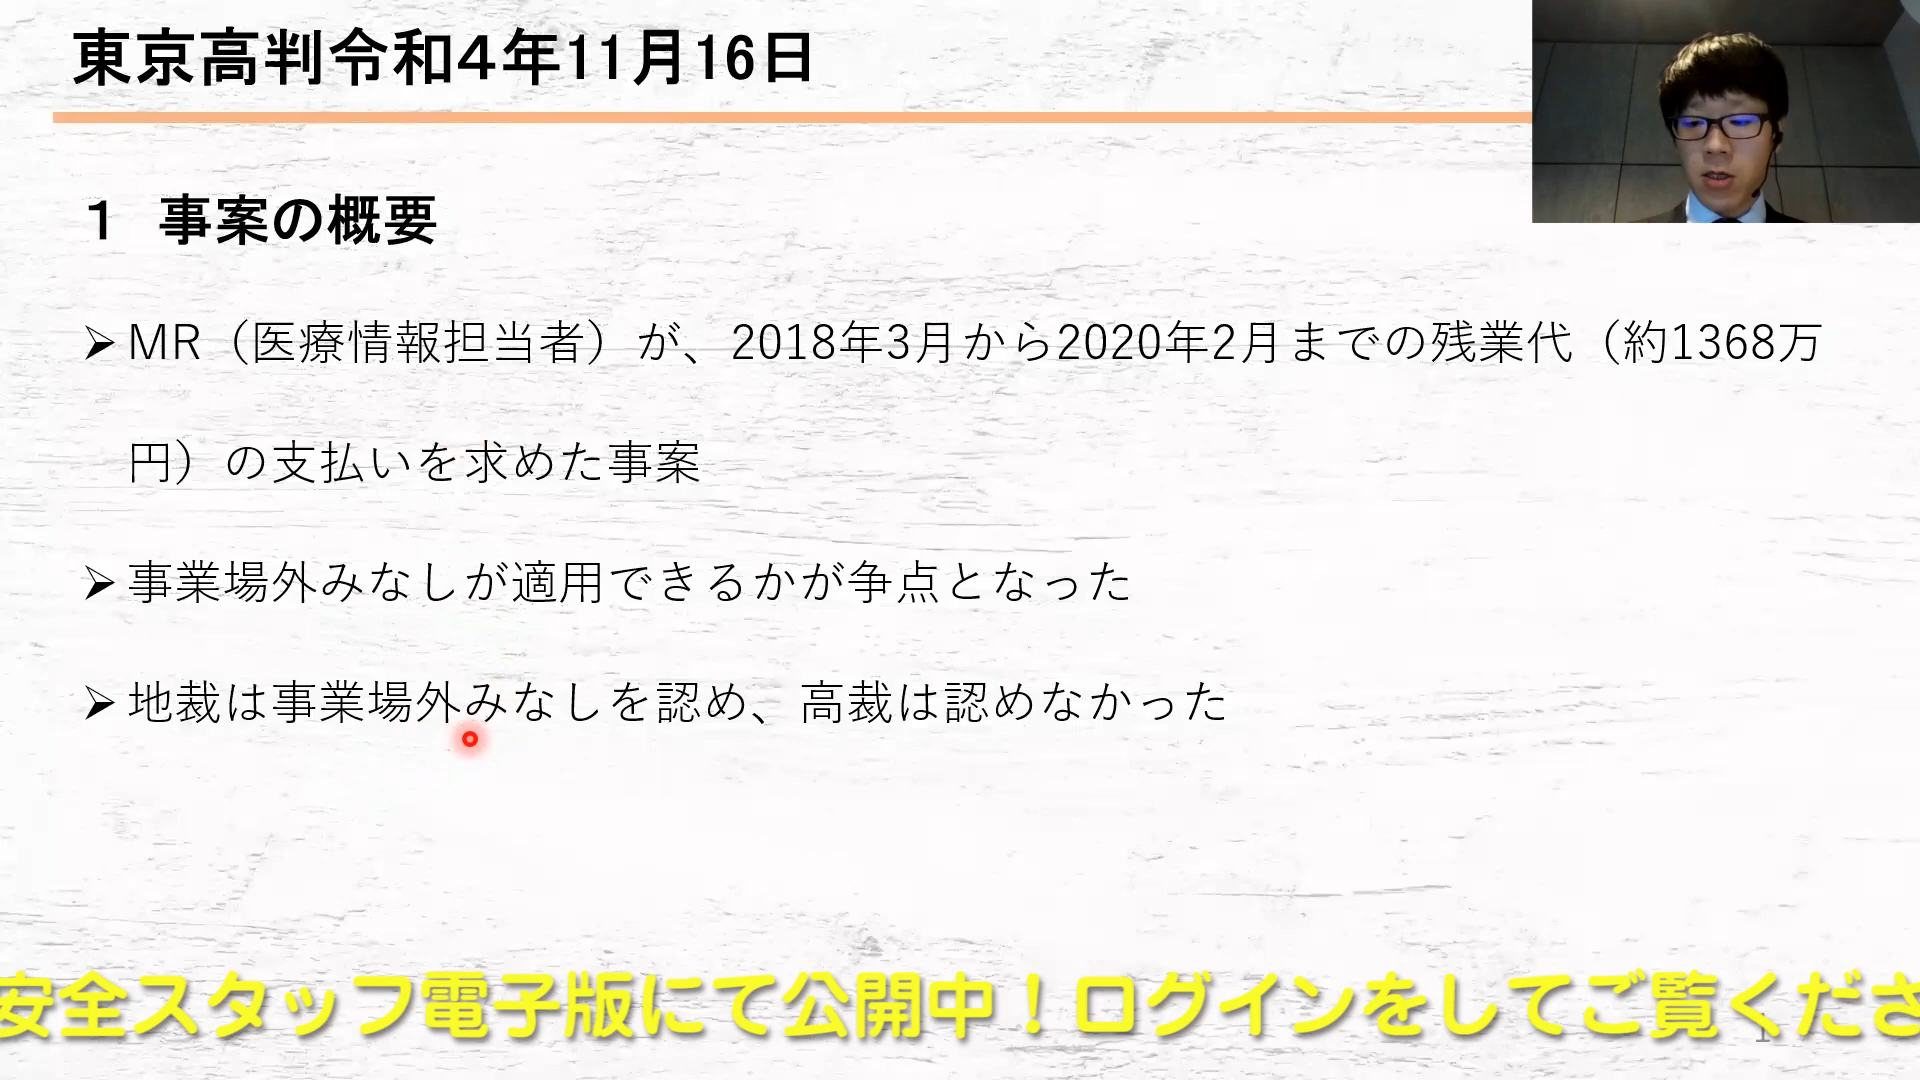 東京高判令和４年11月16日
１　事案の概要
➢MR（医療情報担当者）が、2018年3月から2020年2月までの残業代（約1368万
円）の支払いを求めた事案
➢事業場外みなしが適用できるかが争点となった
➢地裁は事業場外みなしを認め、高裁は認めなかった
安全スタッフ電子版にて公開中！ログインをしてご覧くださ
1